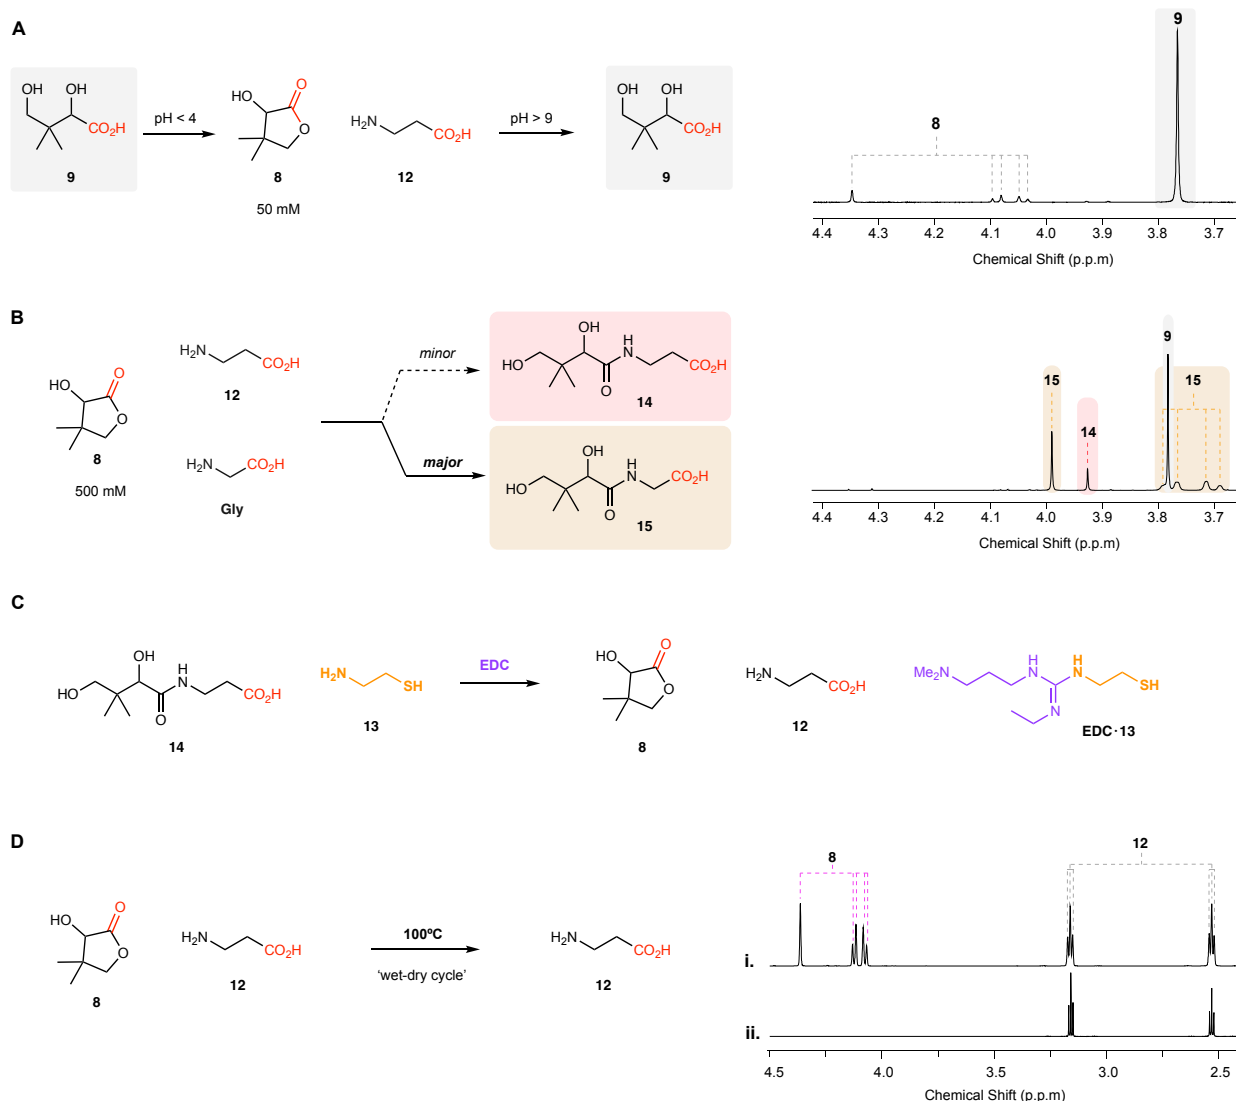 A
OH OH
CO₂H
9
pH < 4
HO
O
O
8
50 mM
H₂N
CO₂H
12
pH > 9
OH OH
CO₂H
9
8
9
4.4 4.3 4.2 4.1 4.0 3.9 3.8 3.7
Chemical Shift (p.p.m)
B
HO
O
O
8
500 mM
H₂N
CO₂H
12
H₂N
CO₂H
Gly
minor
major
OH
HO
H
N
O
CO₂H
14
OH
HO
H
N
O
CO₂H
15
15
14
9
15
4.4 4.3 4.2 4.1 4.0 3.9 3.8 3.7
Chemical Shift (p.p.m)
C
OH
HO
H
N
O
CO₂H
14
H₂N
SH
13
EDC
HO
O
O
8
H₂N
CO₂H
12
Me₂N
H
N
H
N
SH
N
EDC·13
D
HO
O
O
8
H₂N
CO₂H
12
100ºC
'wet-dry cycle'
H₂N
CO₂H
12
8
12
i.
ii.
4.5 4.0 3.5 3.0 2.5
Chemical Shift (p.p.m)